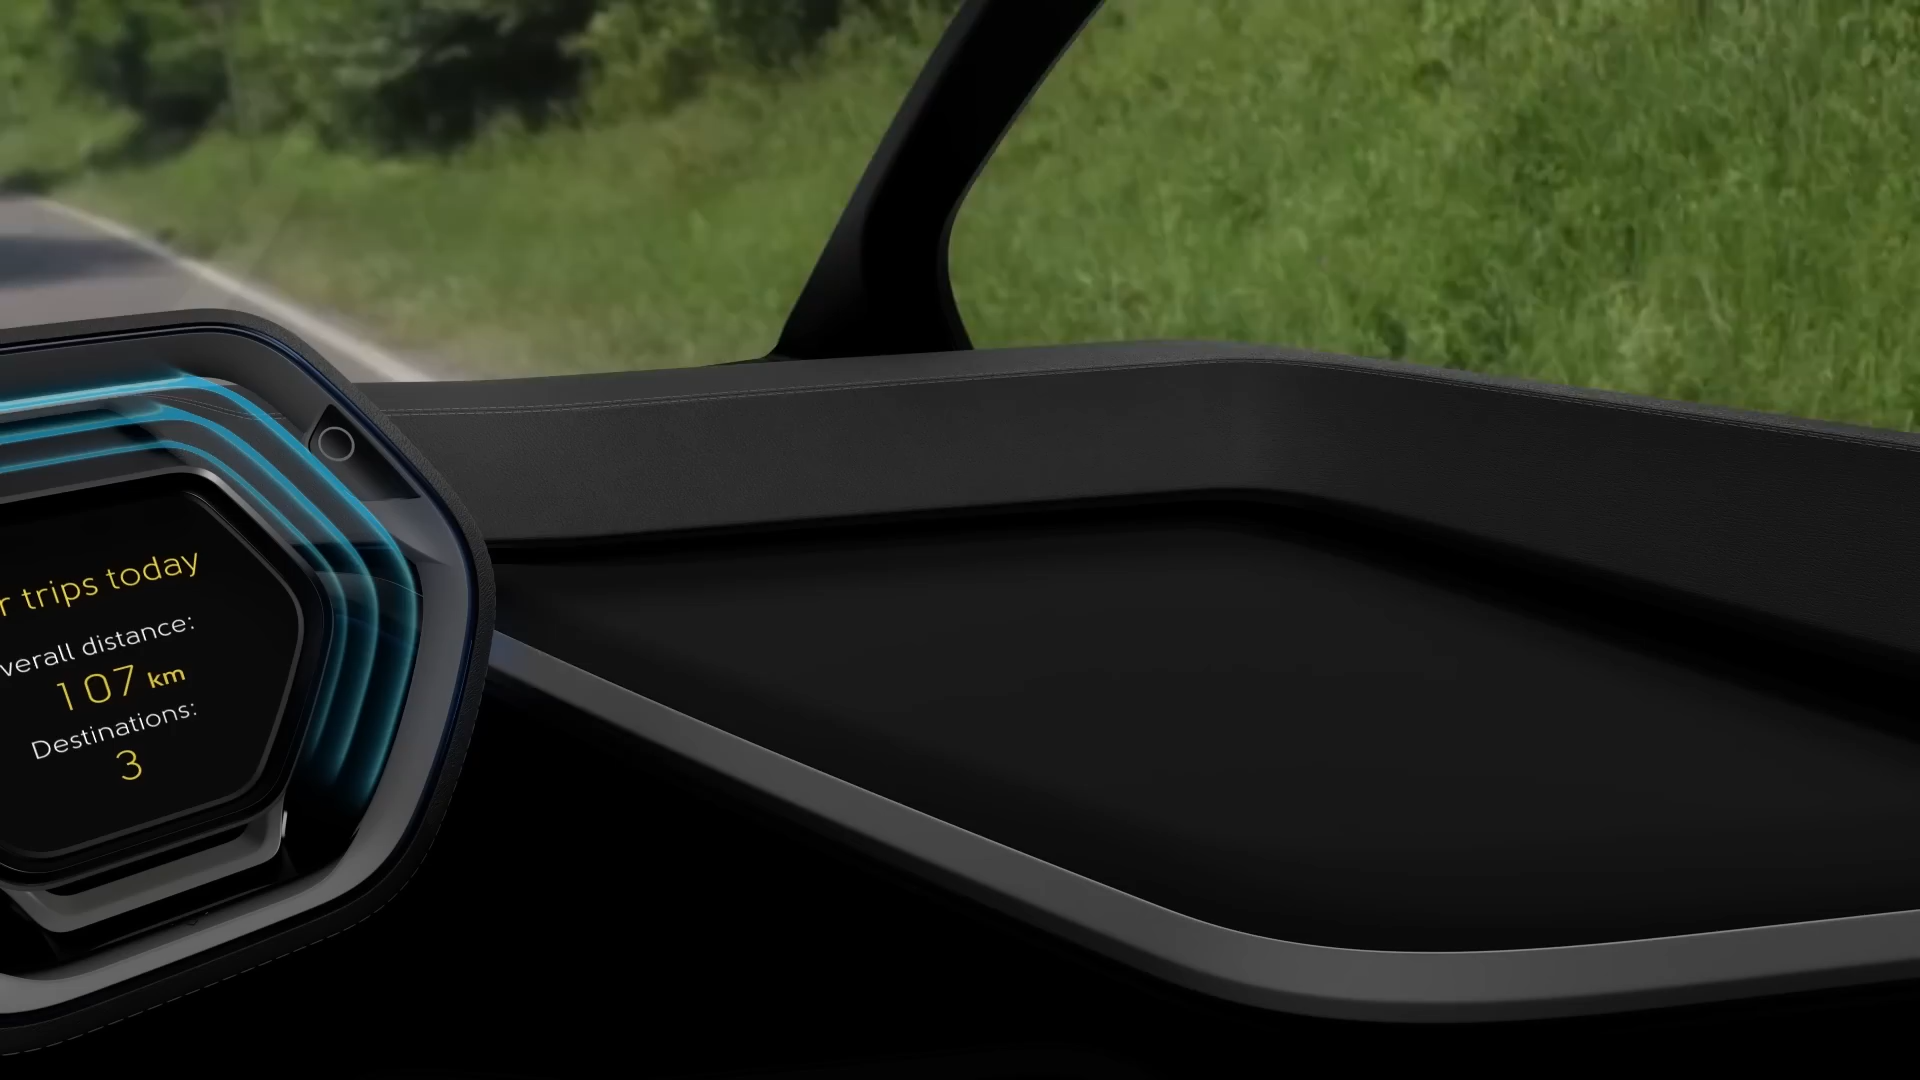 r trips today
verall distance:
107 km
Destinations:
3